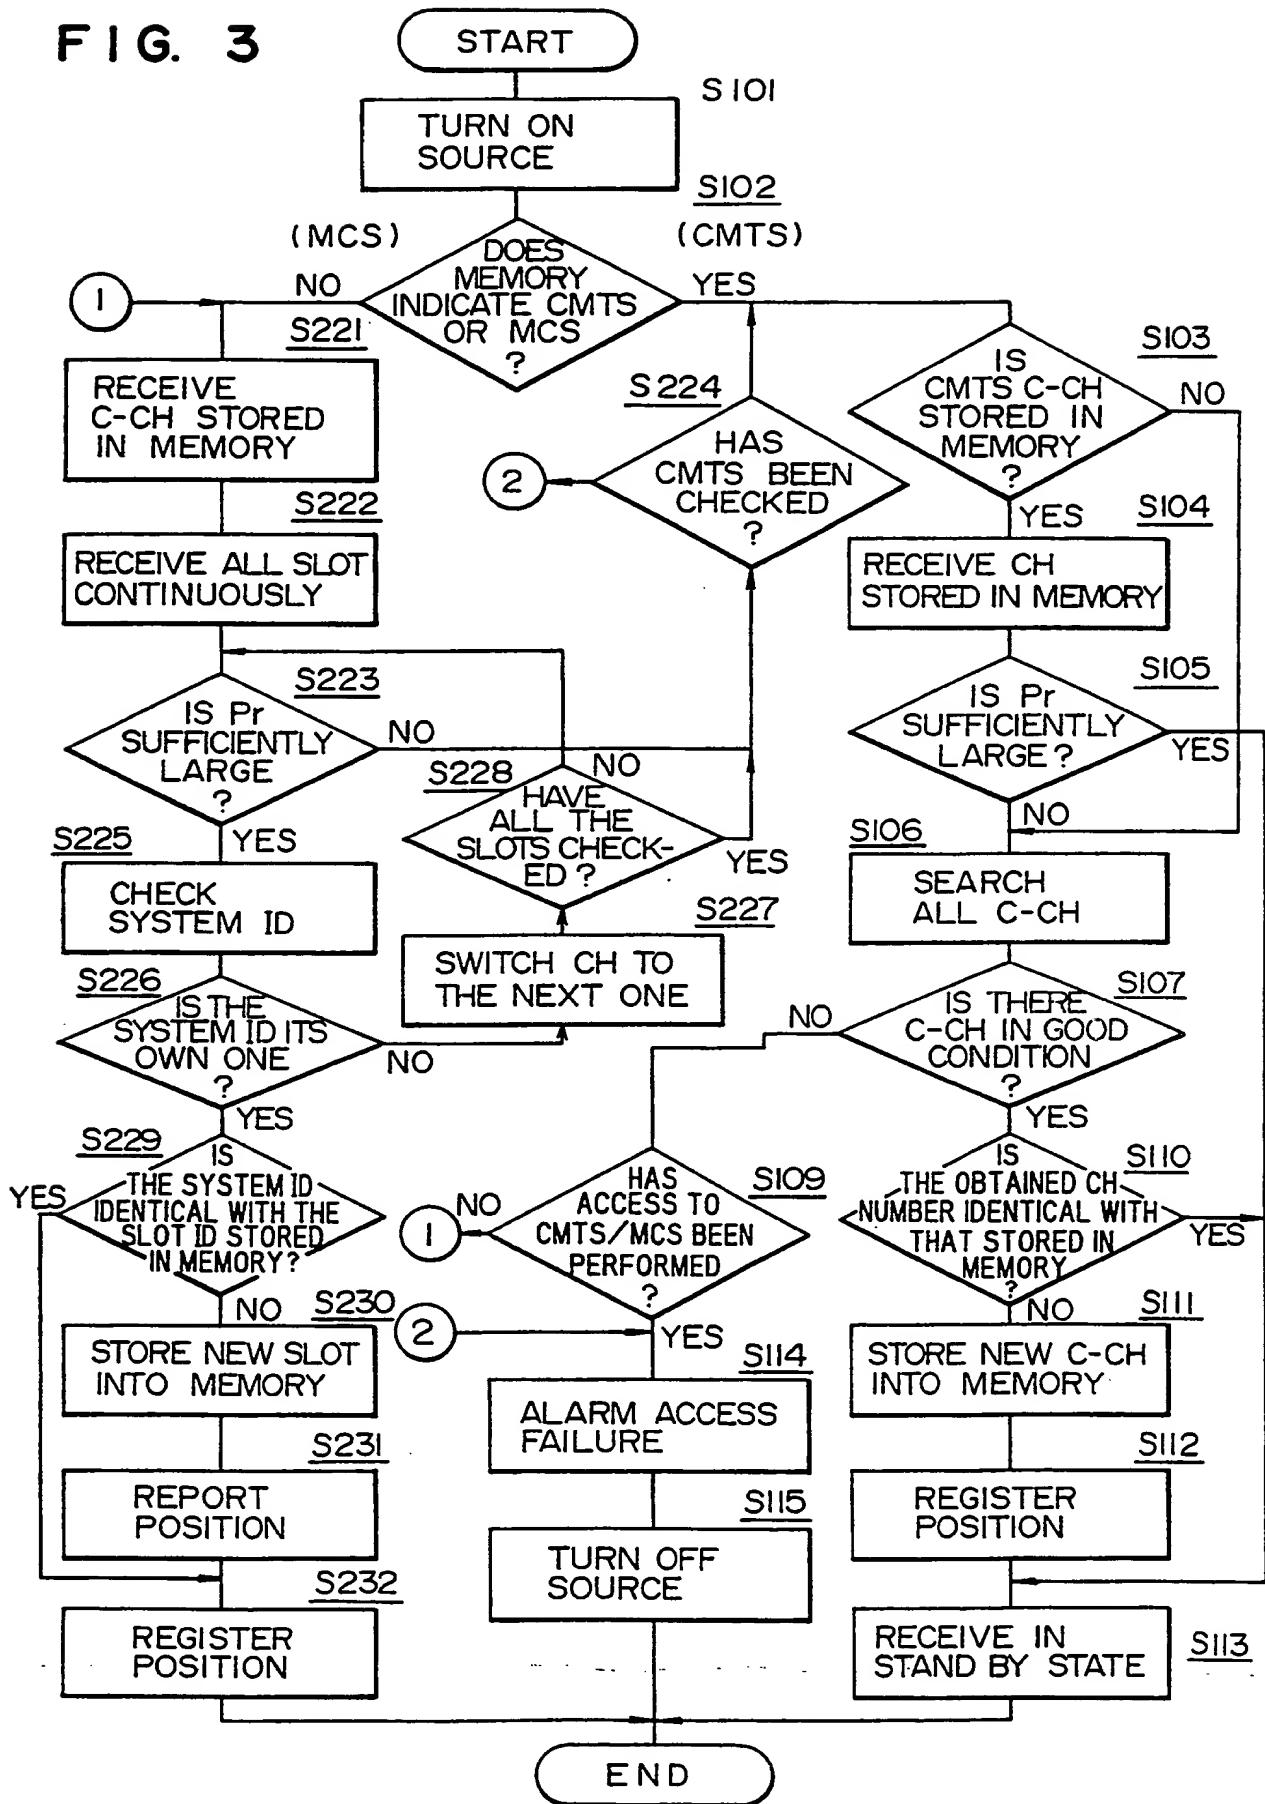 FIG. 3
START
S101
TURN ON
SOURCE
S102
(MCS)
(CMTS)
DOES
MEMORY
INDICATE CMTS
OR MCS
?
NO
YES
1
S221
RECEIVE
C-CH STORED
IN MEMORY
S222
RECEIVE ALL SLOT
CONTINUOUSLY
S223
IS Pr
SUFFICIENTLY
LARGE
?
NO
YES
S224
HAS
CMTS BEEN
CHECKED
?
2
S103
IS
CMTS C-CH
STORED IN
MEMORY
?
NO
YES
S104
RECEIVE CH
STORED IN MEMORY
S105
IS Pr
SUFFICIENTLY
LARGE?
YES
NO
S225
CHECK
SYSTEM ID
S226
IS THE
SYSTEM ID ITS
OWN ONE
?
NO
YES
S228
NO
HAVE
ALL THE
SLOTS CHECK-
ED?
YES
S227
SWITCH CH TO
THE NEXT ONE
S106
SEARCH
ALL C-CH
S107
IS THERE
C-CH IN GOOD
CONDITION
?
NO
YES
S229
IS
THE SYSTEM ID
IDENTICAL WITH THE
SLOT ID STORED
IN MEMORY?
YES
NO
S109
HAS
ACCESS TO
CMTS/MCS BEEN
PERFORMED
?
NO
1
2
YES
S110
IS
THE OBTAINED CH
NUMBER IDENTICAL WITH
THAT STORED IN
MEMORY
?
YES
NO
S230
STORE NEW SLOT
INTO MEMORY
S231
REPORT
POSITION
S232
REGISTER
POSITION
S114
ALARM ACCESS
FAILURE
S115
TURN OFF
SOURCE
S111
STORE NEW C-CH
INTO MEMORY
S112
REGISTER
POSITION
RECEIVE IN
STAND BY STATE
S113
END